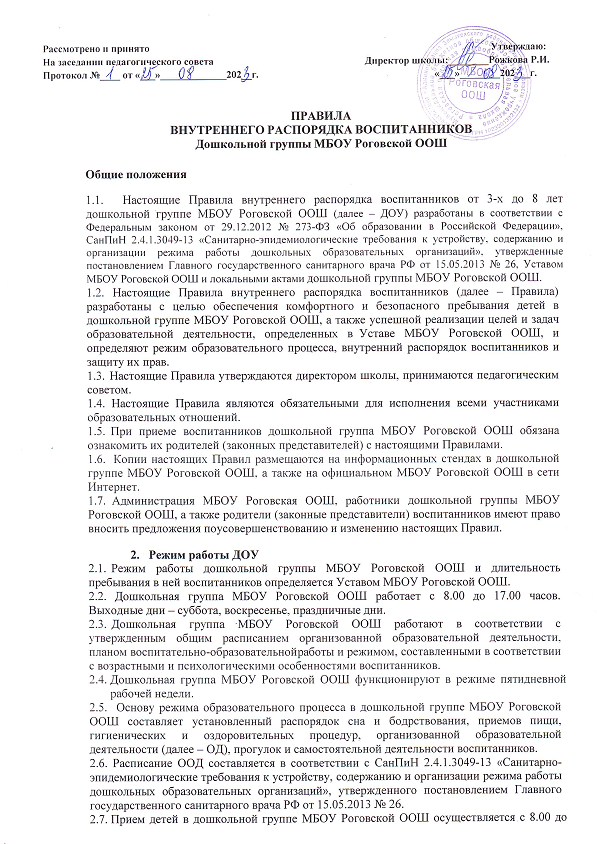 Рассмотрено и принято
Утверждаю:
На заседании педагогического совета
Директор школы: Рожкова Р.И.
Протокол № 1 от «25» 08 2023 г.
«25» 08 2023 г.
МБОУ
Роговская
ООШ
ПРАВИЛА
ВНУТРЕННЕГО РАСПОРЯДКА ВОСПИТАННИКОВ
Дошкольной группы МБОУ Роговской ООШ
Общие положения
1.1. Настоящие Правила внутреннего распорядка воспитанников от 3-х до 8 лет
дошкольной группе МБОУ Роговской ООШ (далее – ДОУ) разработаны в соответствии с
Федеральным законом от 29.12.2012 № 273-ФЗ «Об образовании в Российской Федерации»,
СанПиН 2.4.1.3049-13 «Санитарно-эпидемиологические требования к устройству, содержанию и
организации режима работы дошкольных образовательных организаций», утвержденные
постановлением Главного государственного санитарного врача РФ от 15.05.2013 № 26, Уставом
МБОУ Роговской ООШ и локальными актами дошкольной группы МБОУ Роговской ООШ.
1.2. Настоящие Правила внутреннего распорядка воспитанников (далее – Правила)
разработаны с целью обеспечения комфортного и безопасного пребывания детей в
дошкольной группе МБОУ Роговской ООШ, а также успешной реализации целей и задач
образовательной деятельности, определенных в Уставе МБОУ Роговской ООШ, и
определяют режим образовательного процесса, внутренний распорядок воспитанников и
защиту их прав.
1.3. Настоящие Правила утверждаются директором школы, принимаются педагогическим
советом.
1.4. Настоящие Правила являются обязательными для исполнения всеми участниками
образовательных отношений.
1.5. При приеме воспитанников дошкольной группа МБОУ Роговской ООШ обязана
ознакомить их родителей (законных представителей) с настоящими Правилами.
1.6. Копии настоящих Правил размещаются на информационных стендах в дошкольной
группе МБОУ Роговской ООШ, а также на официальном МБОУ Роговской ООШ в сети
Интернет.
1.7. Администрация МБОУ Роговская ООШ, работники дошкольной группы МБОУ
Роговской ООШ, а также родители (законные представители) воспитанников имеют право
вносить предложения поусовершенствованию и изменению настоящих Правил.
2. Режим работы ДОУ
2.1. Режим работы дошкольной группы МБОУ Роговской ООШ и длительность
пребывания в ней воспитанников определяется Уставом МБОУ Роговской ООШ.
2.2. Дошкольная группа МБОУ Роговской ООШ работает с 8.00 до 17.00 часов.
Выходные дни – суббота, воскресенье, праздничные дни.
2.3. Дошкольная группа МБОУ Роговской ООШ работают в соответствии с
утвержденным общим расписанием организованной образовательной деятельности,
планом воспитательно-образовательнойработы и режимом, составленными в соответствии
с возрастными и психологическими особенностями воспитанников.
2.4. Дошкольная группа МБОУ Роговской ООШ функционируют в режиме пятидневной
рабочей недели.
2.5. Основу режима образовательного процесса в дошкольной группе МБОУ Роговской
ООШ составляет установленный распорядок сна и бодрствования, приемов пищи,
гигиенических и оздоровительных процедур, организованной образовательной
деятельности (далее – ОД), прогулок и самостоятельной деятельности воспитанников.
2.6. Расписание ООД составляется в соответствии с СанПиН 2.4.1.3049-13 «Санитарно-
эпидемиологические требования к устройству, содержанию и организации режима работы
дошкольных образовательных организаций», утвержденного постановлением Главного
государственного санитарного врача РФ от 15.05.2013 № 26.
2.7. Прием детей в дошкольной группе МБОУ Роговской ООШ осуществляется с 8.00 до